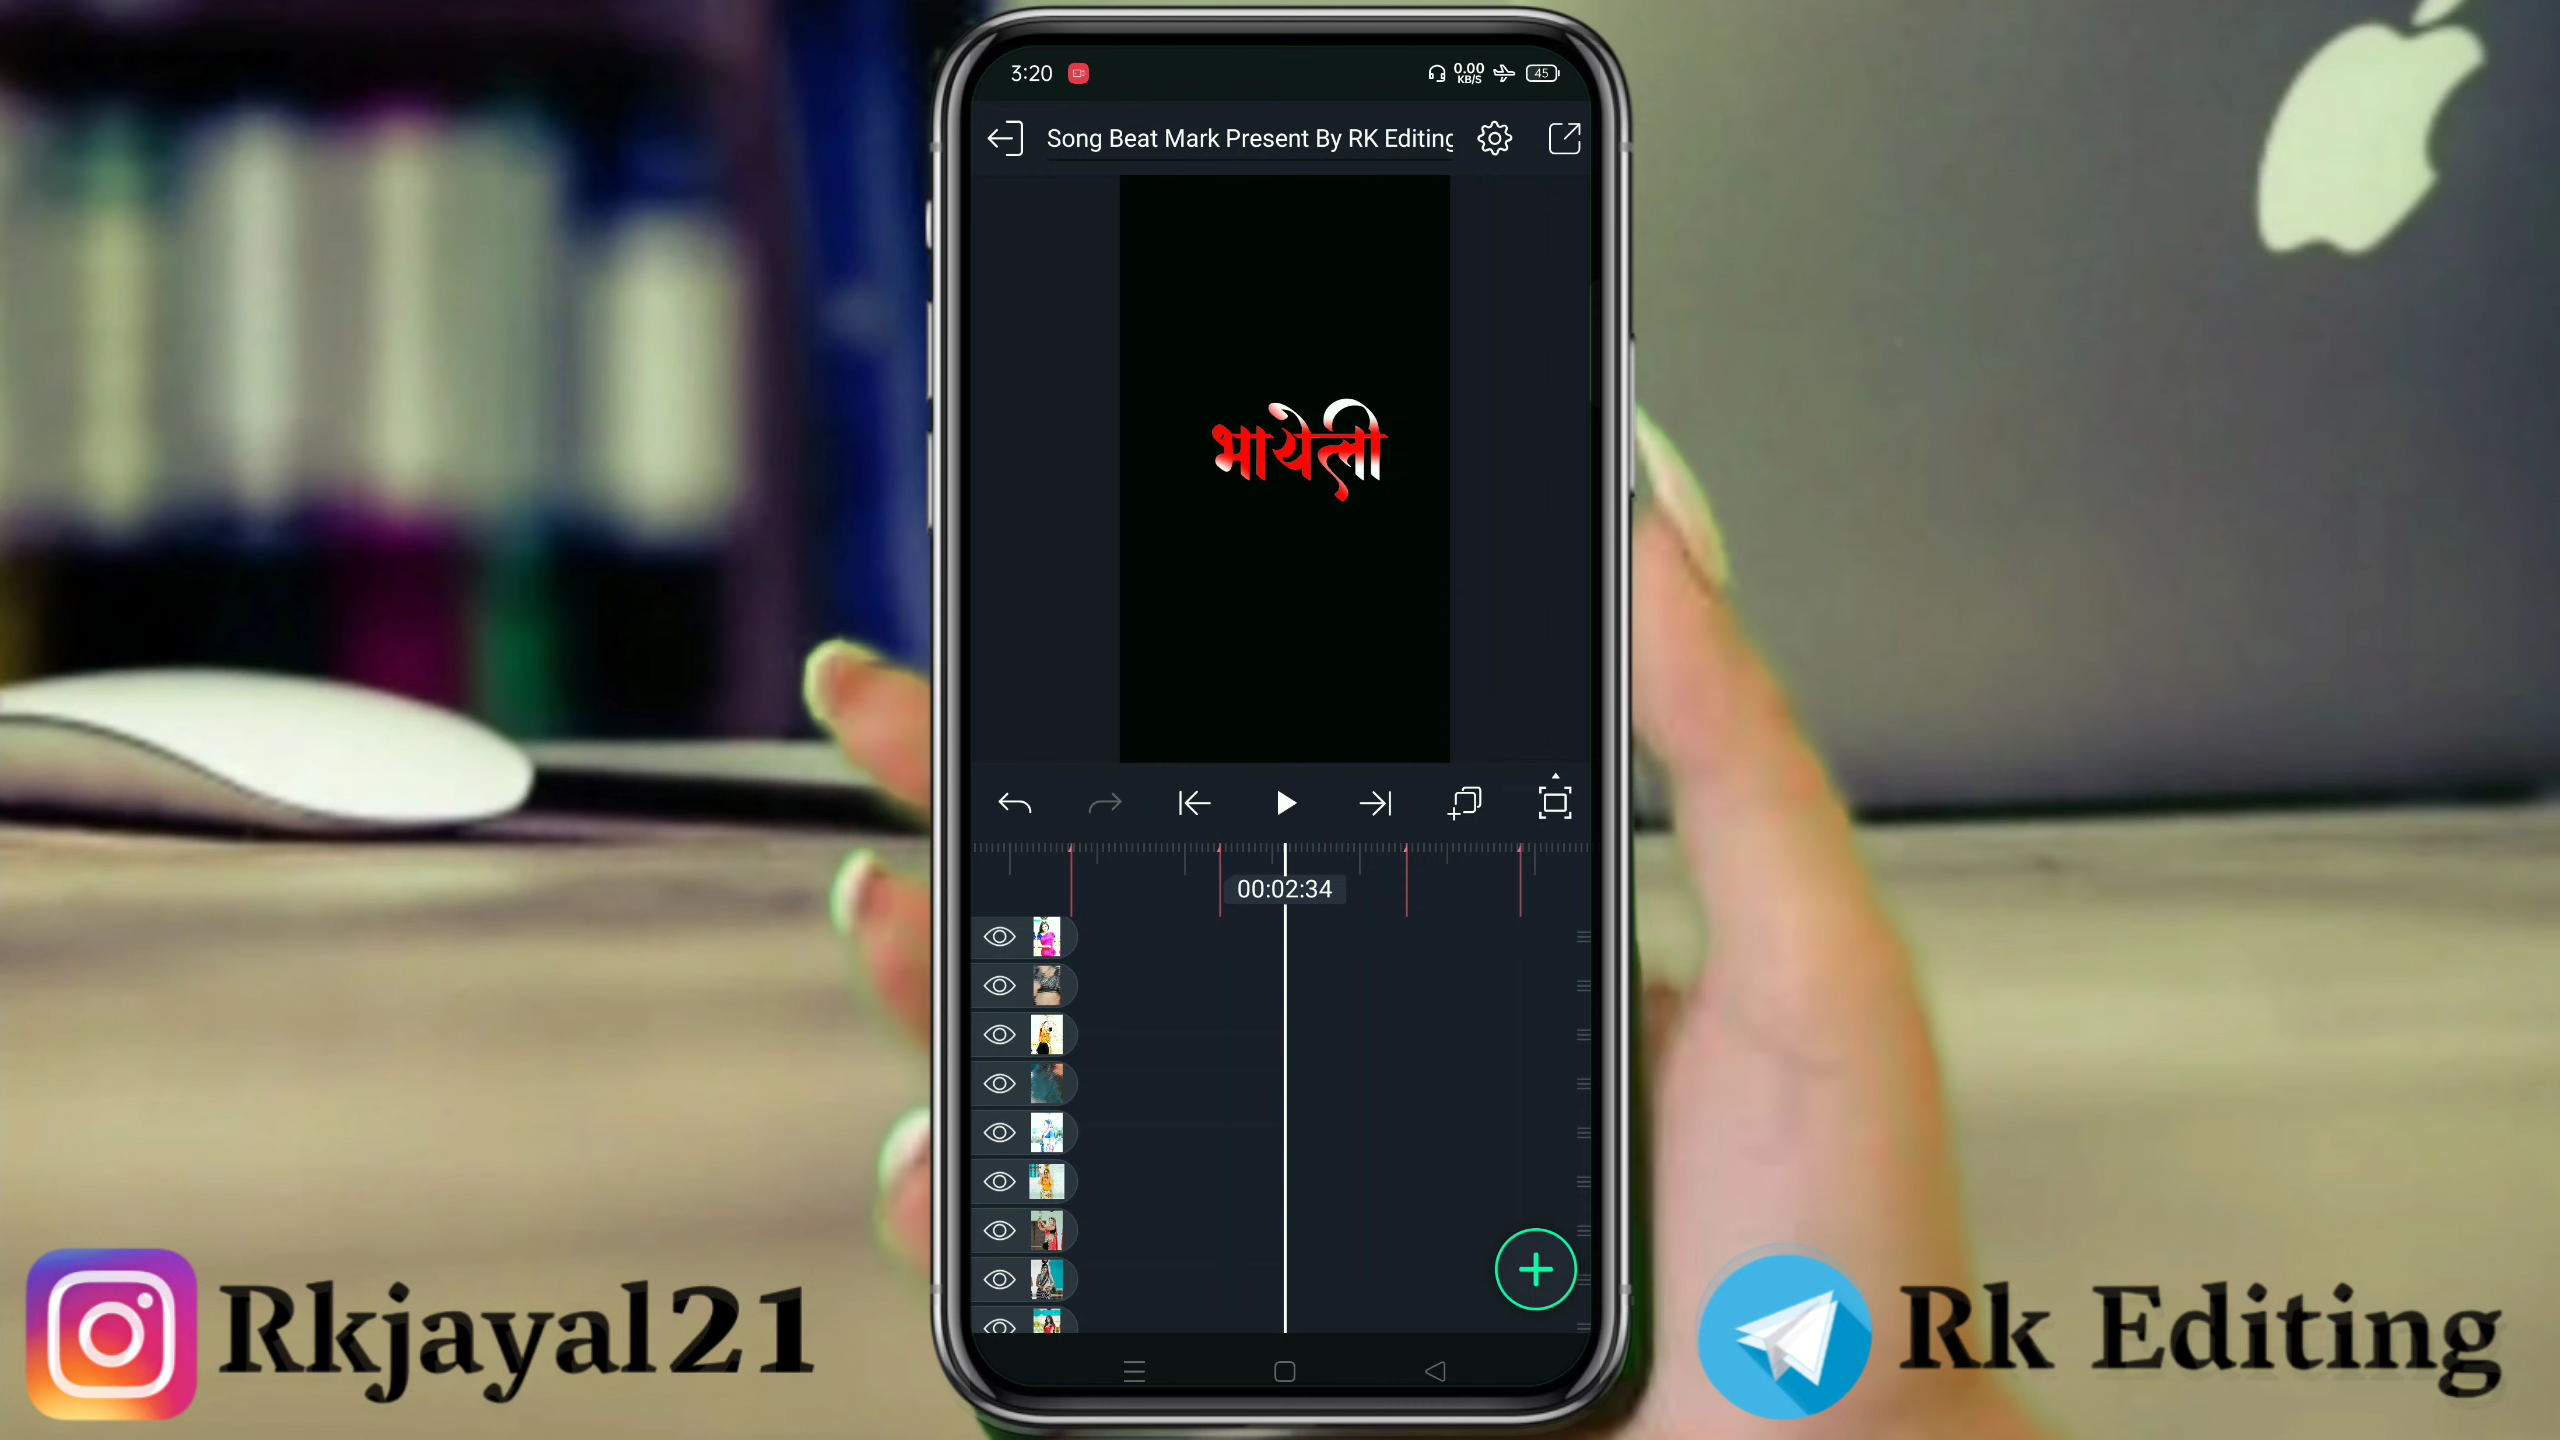 3:20
0.00
KB/S
45
Song Beat Mark Present By RK Editing
भायेली
00:02:34
Rkjayal21
Rk Editing